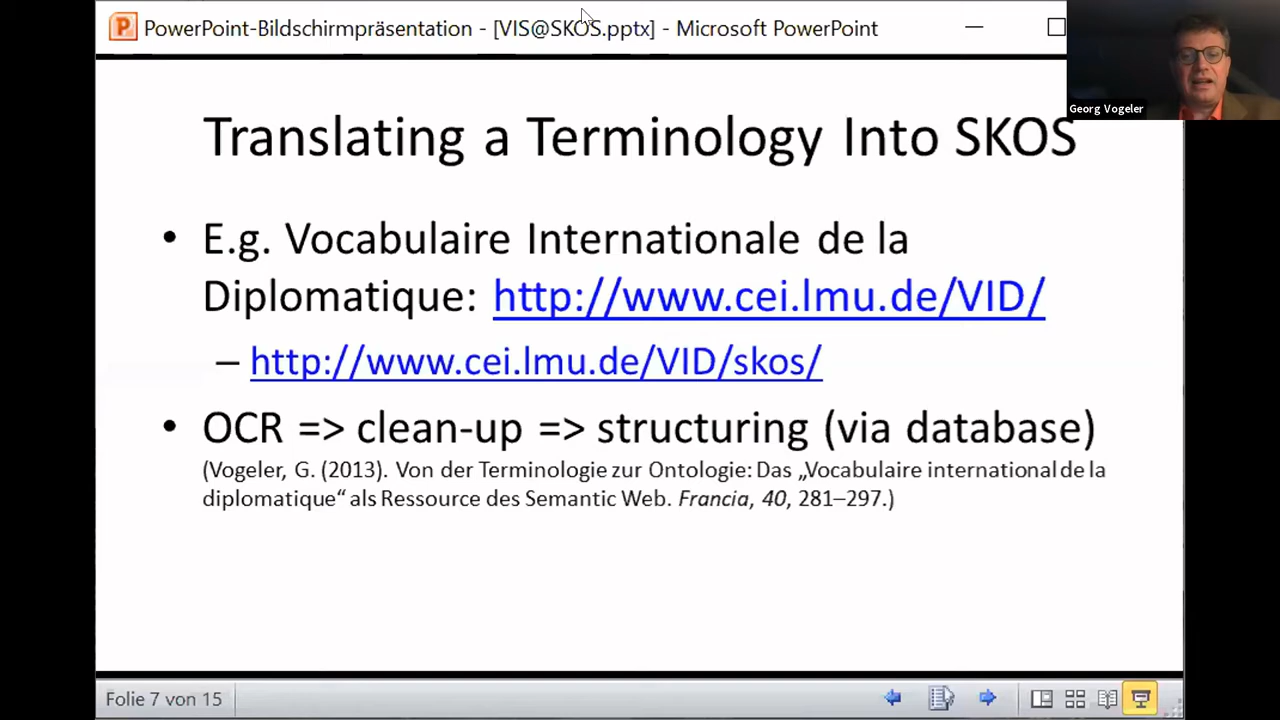 PowerPoint-Bildschirmpräsentation - [VIS@SKOS.pptx] - Microsoft PowerPoint
Georg Vogeler
Translating a Terminology Into SKOS
• E.g. Vocabulaire Internationale de la
Diplomatique: http://www.cei.lmu.de/VID/
– http://www.cei.lmu.de/VID/skos/
• OCR => clean-up => structuring (via database)
(Vogeler, G. (2013). Von der Terminologie zur Ontologie: Das „Vocabulaire international de la
diplomatique“ als Ressource des Semantic Web. Francia, 40, 281–297.)
Folie 7 von 15